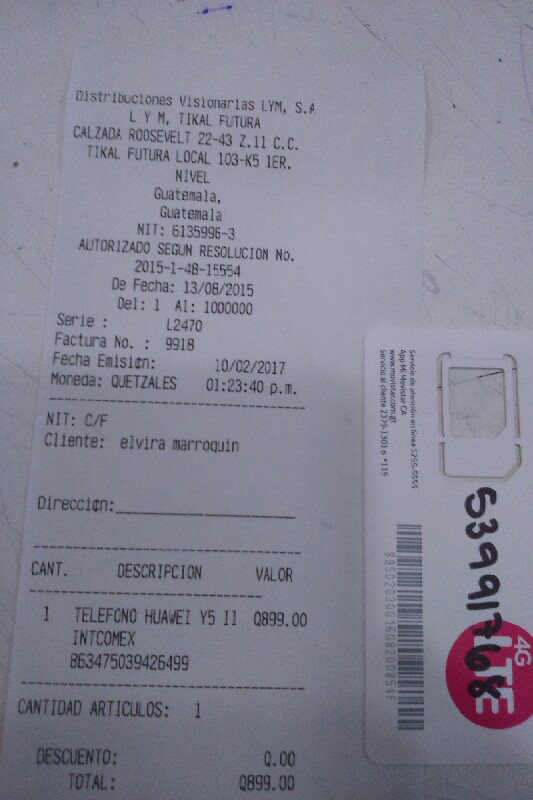 Distribuciones Visionarias LYM, S.A
L Y M, TIKAL FUTURA
CALZADA ROOSEVELT 22-43 Z.11 C.C.
TIKAL FUTURA LOCAL 103-K5 1ER.
NIVEL
Guatemala,
Guatemala
NIT: 6135996-3
AUTORIZADO SEGUN RESOLUCION No.
2015-1-48-15554
De Fecha: 13/08/2015
Del: 1 Al: 1000000
Serie : L2470
Factura No. : 9918
Fecha Emisión: 10/02/2017
Moneda: QUETZALES 01:23:40 p.m.
NIT: C/F
Cliente: elvira marroquin
Dirección:
CANT. DESCRIPCION VALOR
1 TELEFONO HUAWEI Y5 II Q899.00
INTCOMEX
863475039426499
CANTIDAD ARTICULOS: 1
DESCUENTO: Q.00
TOTAL: Q899.00
Servicio de atención en línea 5255-5555
App Mi Movistar CA
www.movistar.com.gt
Servicio al cliente 2379-1301 o *119
53991768
4G
LTE